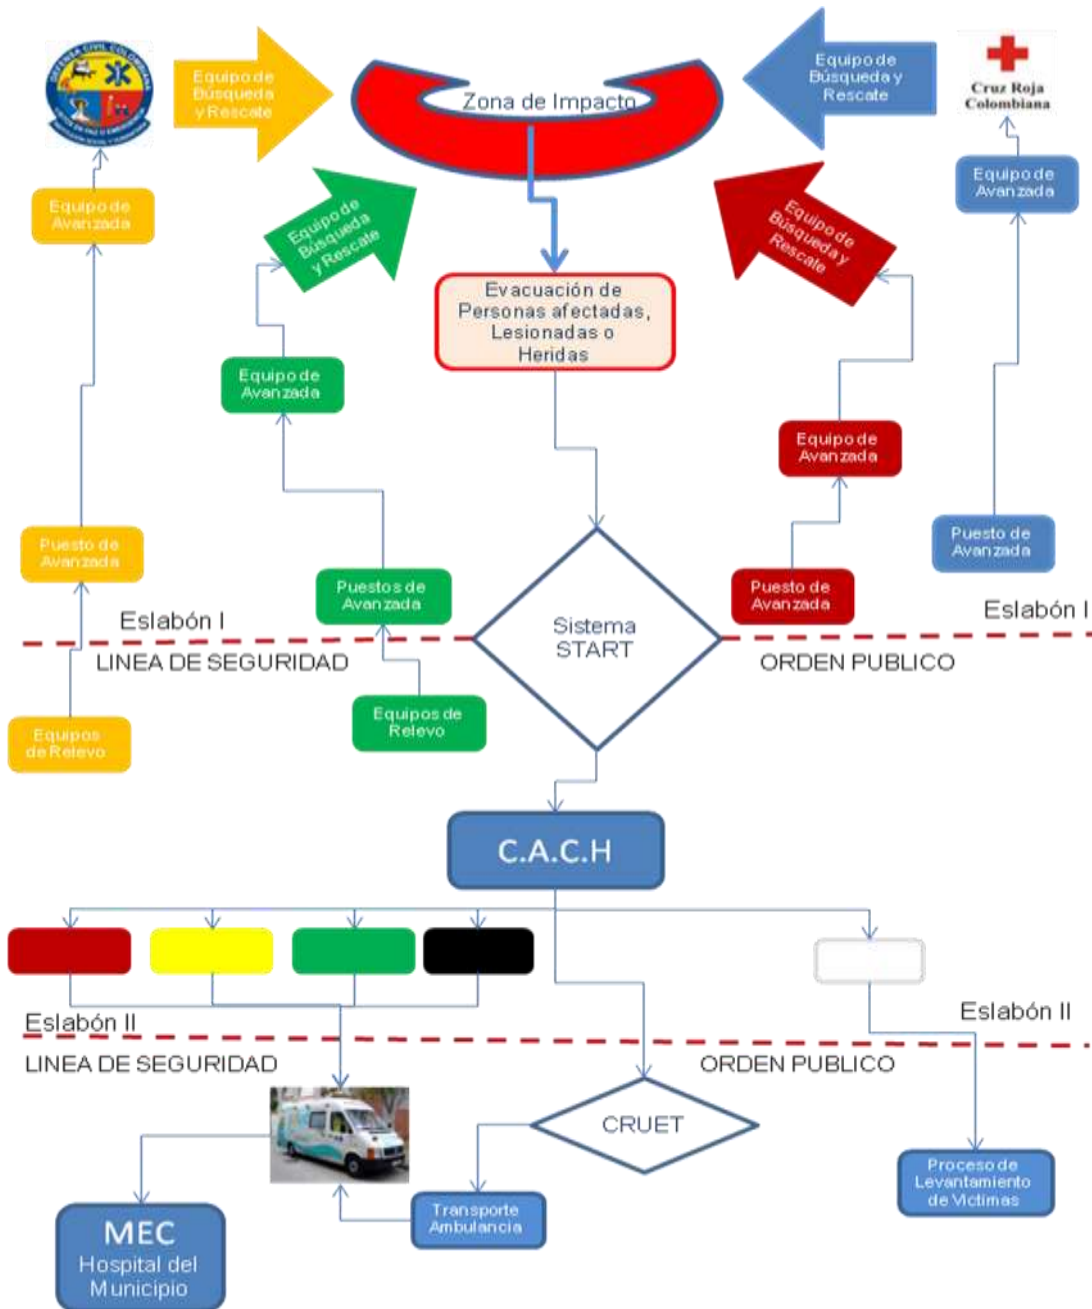 DEFENSA CIVIL COLOMBIANA
Equipo de
Búsqueda
y Rescate
Zona de Impacto
Equipo de
Búsqueda y
Rescate
Cruz Roja
Colombiana
Equipo de
Avanzada
Equipo de
Búsqueda
y Rescate
Equipo de
Búsqueda y
Rescate
Equipo de
Avanzada
Evacuación de
Personas afectadas,
Lesionadas o
Heridas
Equipo de
Avanzada
Equipo de
Avanzada
Puesto de
Avanzada
Puesto de
Avanzada
Puestos de
Avanzada
Puesto de
Avanzada
Eslabón I
Eslabón I
Sistema
START
LINEA DE SEGURIDAD
ORDEN PUBLICO
Equipos
de Relevo
Equipos de
Relevo
C.A.C.H
Eslabón II
Eslabón II
LINEA DE SEGURIDAD
ORDEN PUBLICO
CRUET
Proceso de
Levantamiento
de Victimas
Transporte
Ambulancia
MEC
Hospital del
Municipio